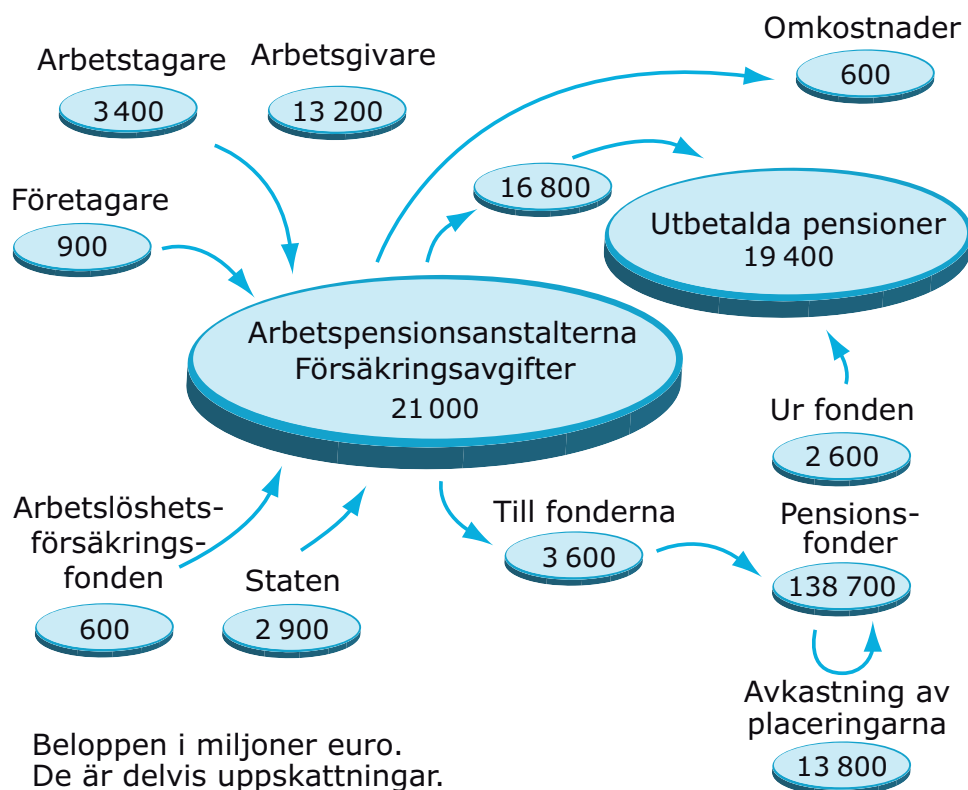 Omkostnader
600
Arbetstagare
3 400
Arbetsgivare
13 200
16 800
Företagare
900
Utbetalda pensioner
19 400
Arbetspensionsanstalterna
Försäkringsavgifter
21 000
Ur fonden
2 600
Arbetslöshets-
försäkrings-
fonden
600
Staten
2 900
Till fonderna
3 600
Pensions-
fonder
138 700
Avkastning av
placeringarna
13 800
Beloppen i miljoner euro.
De är delvis uppskattningar.